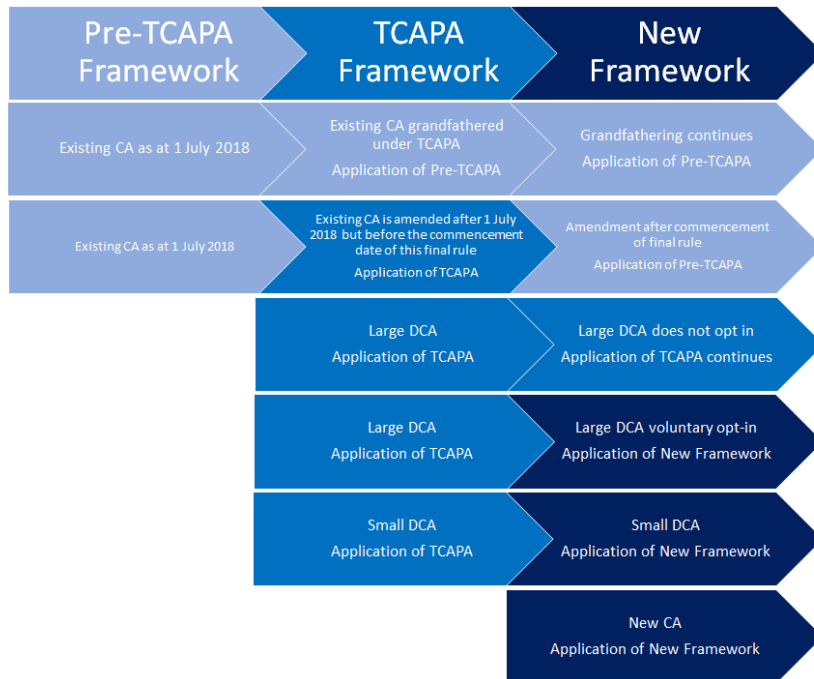 Pre-TCAPA
Framework
TCAPA
Framework
New
Framework
Existing CA as at 1 July 2018
Existing CA grandfathered
under TCAPA
Application of Pre-TCAPA
Grandfathering continues
Application of Pre-TCAPA
Existing CA as at 1 July 2018
Existing CA is amended after 1 July
2018 but before the commencement
date of this final rule
Application of TCAPA
Amendment after commencement
of final rule
Application of Pre-TCAPA
Large DCA
Application of TCAPA
Large DCA does not opt in
Application of TCAPA continues
Large DCA
Application of TCAPA
Large DCA voluntary opt-in
Application of New Framework
Small DCA
Application of TCAPA
Small DCA
Application of New Framework
New CA
Application of New Framework